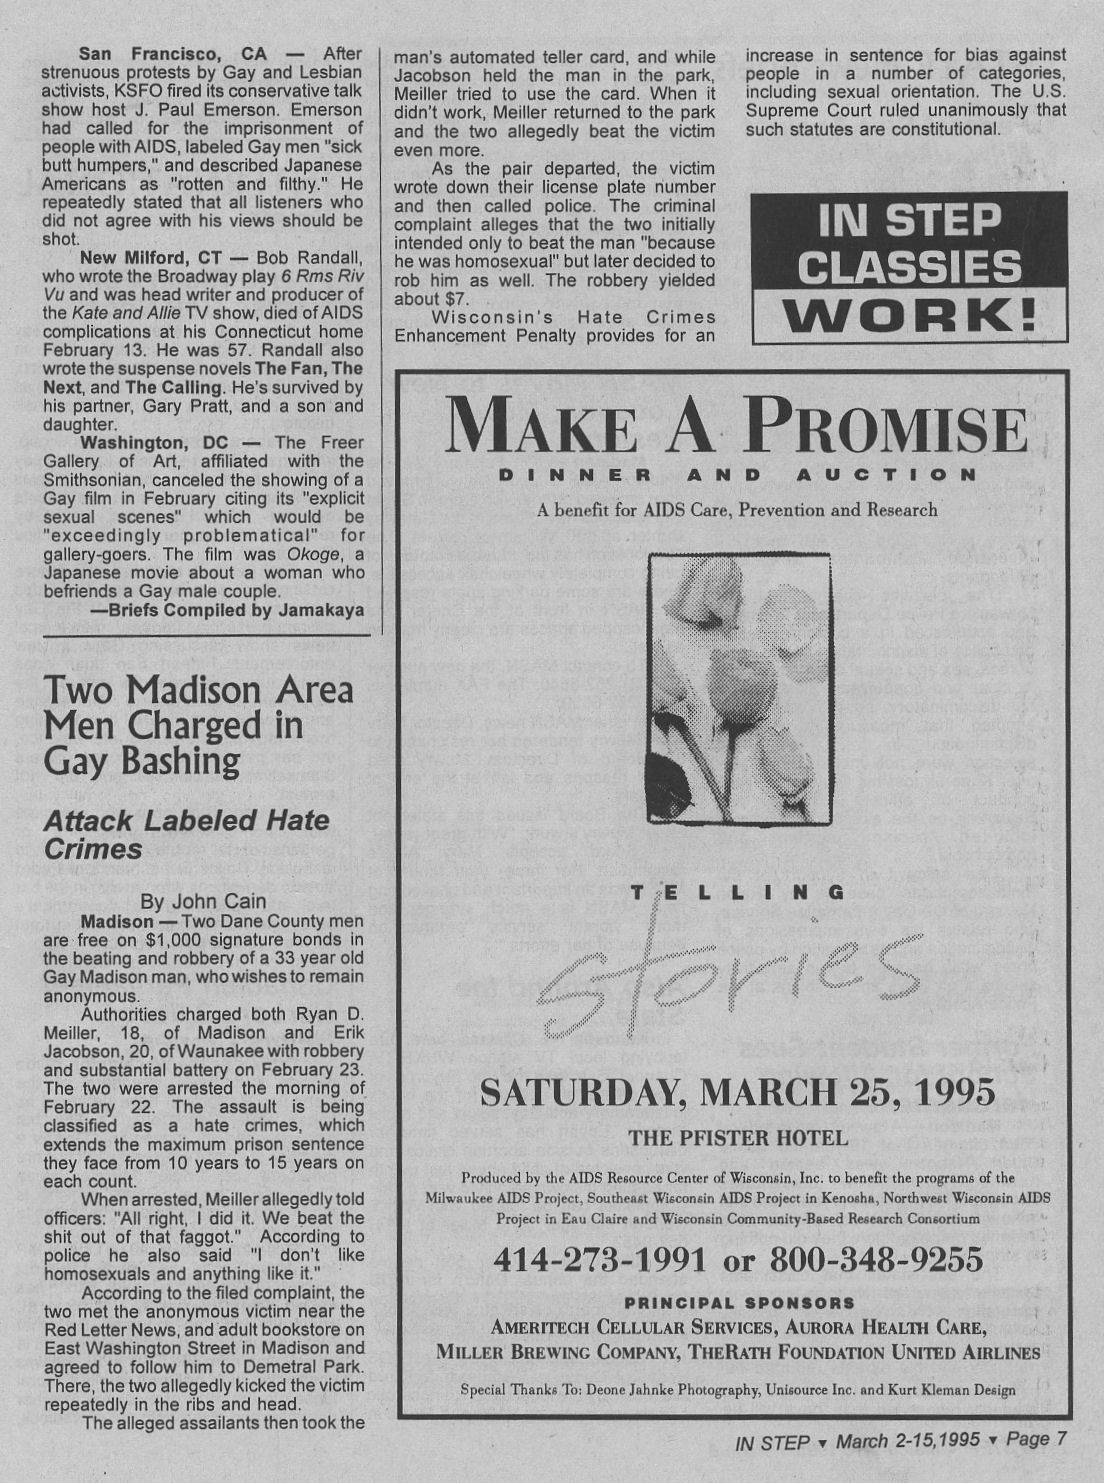 San Francisco, CA — After
strenuous protests by Gay and Lesbian
activists, KSFO fired its conservative talk
show host J. Paul Emerson. Emerson
had called for the imprisonment of
people with AIDS, labeled Gay men "sick
butt humpers," and described Japanese
Americans as "rotten and filthy." He
repeatedly stated that all listeners who
did not agree with his views should be
shot.
New Milford, CT — Bob Randall,
who wrote the Broadway play 6 Rms Riv
Vu and was head writer and producer of
the Kate and Allie TV show, died of AIDS
complications at his Connecticut home
February 13. He was 57. Randall also
wrote the suspense novels The Fan, The
Next, and The Calling. He's survived by
his partner, Gary Pratt, and a son and
daughter.
Washington, DC — The Freer
Gallery of Art, affiliated with the
Smithsonian, canceled the showing of a
Gay film in February citing its "explicit
sexual scenes" which would be
"exceedingly problematical" for
gallery-goers. The film was Okoge, a
Japanese movie about a woman who
befriends a Gay male couple.
—Briefs Compiled by Jamakaya
Two Madison Area
Men Charged in
Gay Bashing
Attack Labeled Hate
Crimes
By John Cain
Madison — Two Dane County men
are free on $1,000 signature bonds in
the beating and robbery of a 33 year old
Gay Madison man, who wishes to remain
anonymous.
Authorities charged both Ryan D.
Meiller, 18, of Madison and Erik
Jacobson, 20, of Waunakee with robbery
and substantial battery on February 23.
The two were arrested the morning of
February 22. The assault is being
classified as a hate crimes, which
extends the maximum prison sentence
they face from 10 years to 15 years on
each count.
When arrested, Meiller allegedly told
officers: "All right, I did it. We beat the
shit out of that faggot." According to
police he also said "I don't like
homosexuals and anything like it."
According to the filed complaint, the
two met the anonymous victim near the
Red Letter News, and adult bookstore on
East Washington Street in Madison and
agreed to follow him to Demetral Park.
There, the two allegedly kicked the victim
repeatedly in the ribs and head.
The alleged assailants then took the
man's automated teller card, and while
Jacobson held the man in the park,
Meiller tried to use the card. When it
didn't work, Meiller returned to the park
and the two allegedly beat the victim
even more.
As the pair departed, the victim
wrote down their license plate number
and then called police. The criminal
complaint alleges that the two initially
intended only to beat the man "because
he was homosexual" but later decided to
rob him as well. The robbery yielded
about $7.
Wisconsin's Hate Crimes
Enhancement Penalty provides for an
increase in sentence for bias against
people in a number of categories,
including sexual orientation. The U.S.
Supreme Court ruled unanimously that
such statutes are constitutional.
IN STEP
CLASSIES
WORK!
MAKE A PROMISE
DINNER AND AUCTION
A benefit for AIDS Care, Prevention and Research
TELLING
stories
SATURDAY, MARCH 25, 1995
THE PFISTER HOTEL
Produced by the AIDS Resource Center of Wisconsin, Inc. to benefit the programs of the
Milwaukee AIDS Project, Southeast Wisconsin AIDS Project in Kenosha, Northwest Wisconsin AIDS
Project in Eau Claire and Wisconsin Community-Based Research Consortium
414-273-1991 or 800-348-9255
PRINCIPAL SPONSORS
AMERITECH CELLULAR SERVICES, AURORA HEALTH CARE,
MILLER BREWING COMPANY, THERATH FOUNDATION UNITED AIRLINES
Special Thanks To: Deone Jahnke Photography, Unisource Inc. and Kurt Kleman Design
IN STEP ▼ March 2-15,1995 ▼ Page 7